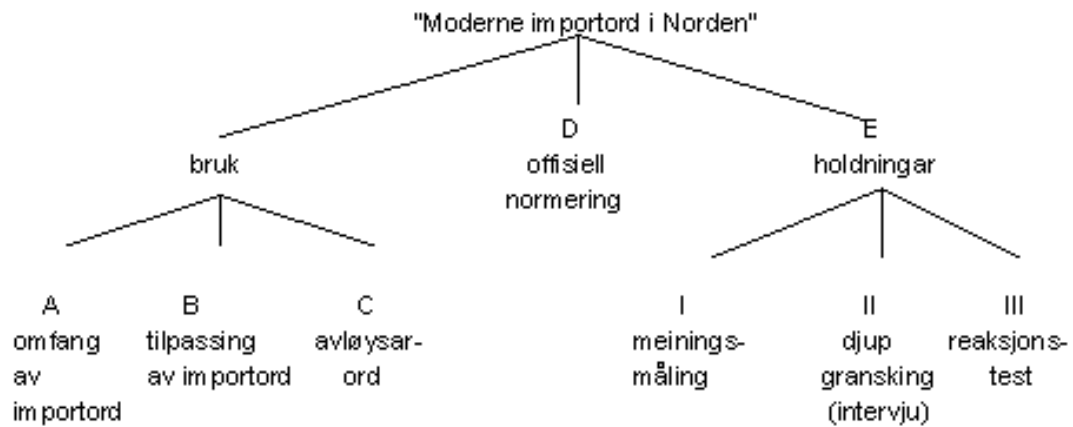 "Moderne importord i Norden"
D
E
bruk
offisiell
holdningar
normering
A
B
C
I
II
III
omfang
tilpassing
avløysar-
meinings-
djup
reaksjons-
av
av importord
ord
måling
gransking
test
importord
(intervju)